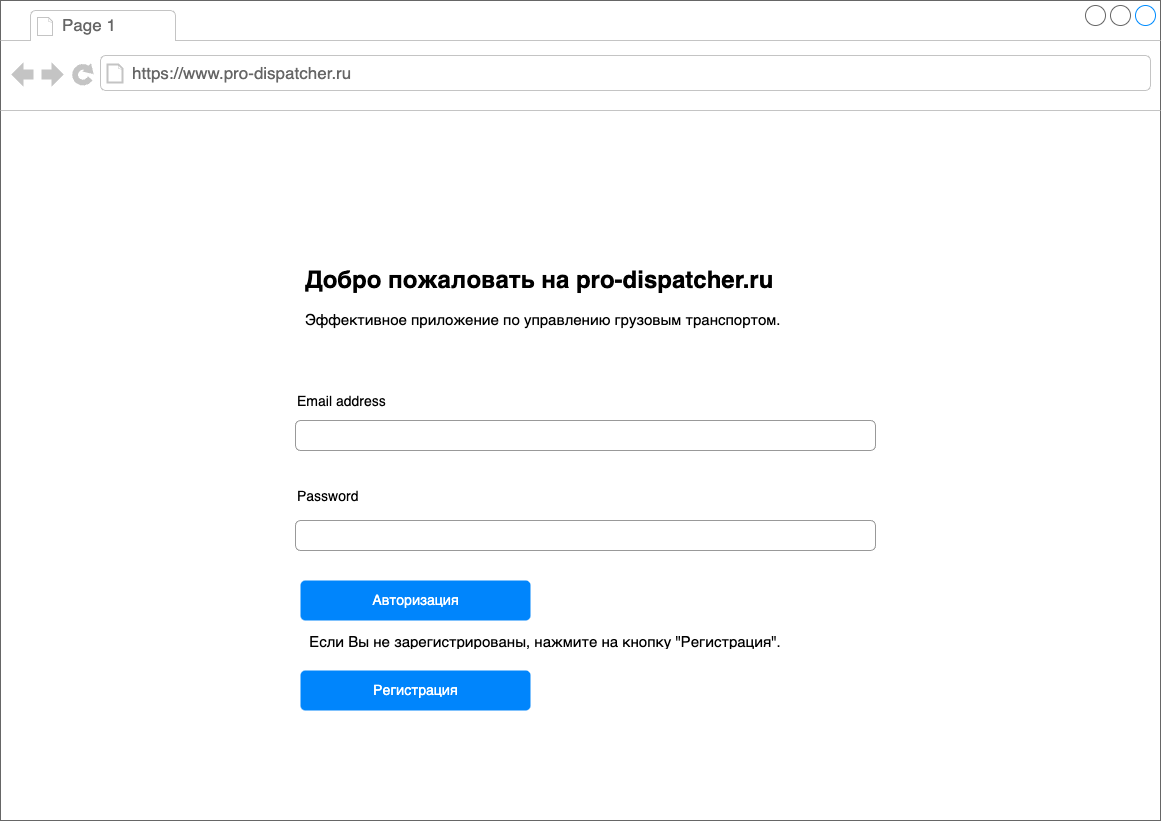 Page 1
https://www.pro-dispatcher.ru
Добро пожаловать на pro-dispatcher.ru
Эффективное приложение по управлению грузовым транспортом.
Email address
Password
Авторизация
Если Вы не зарегистрированы, нажмите на кнопку "Регистрация".
Регистрация